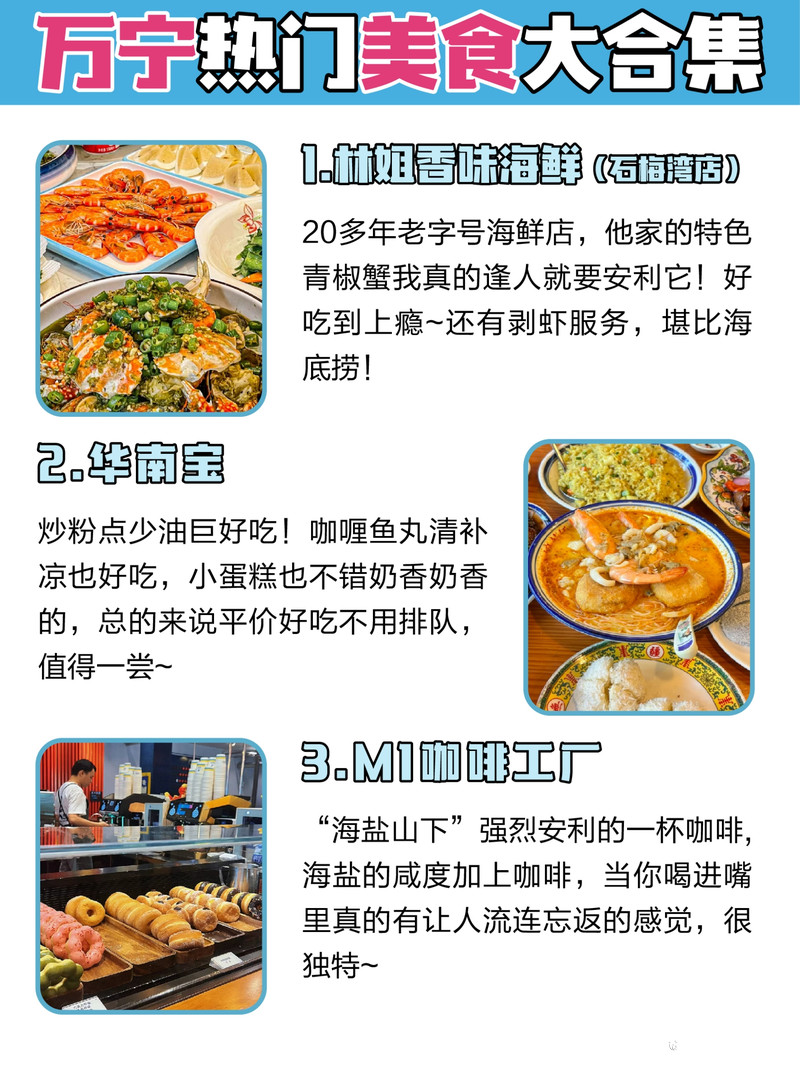 万宁热门美食大合集
1.林姐香味海鲜（石梅湾店）
20多年老字号海鲜店，他家的特色
青椒蟹我真的逢人就要安利它！好
吃到上瘾~还有剥虾服务，堪比海
底捞！
2.华南宝
炒粉点少油巨好吃！咖喱鱼丸清补
凉也好吃，小蛋糕也不错奶香奶香
的，总的来说平价好吃不用排队，
值得一尝~
3.M1咖啡工厂
“海盐山下”强烈安利的一杯咖啡，
海盐的咸度加上咖啡，当你喝进嘴
里真的有让人流连忘返的感觉，很
独特~